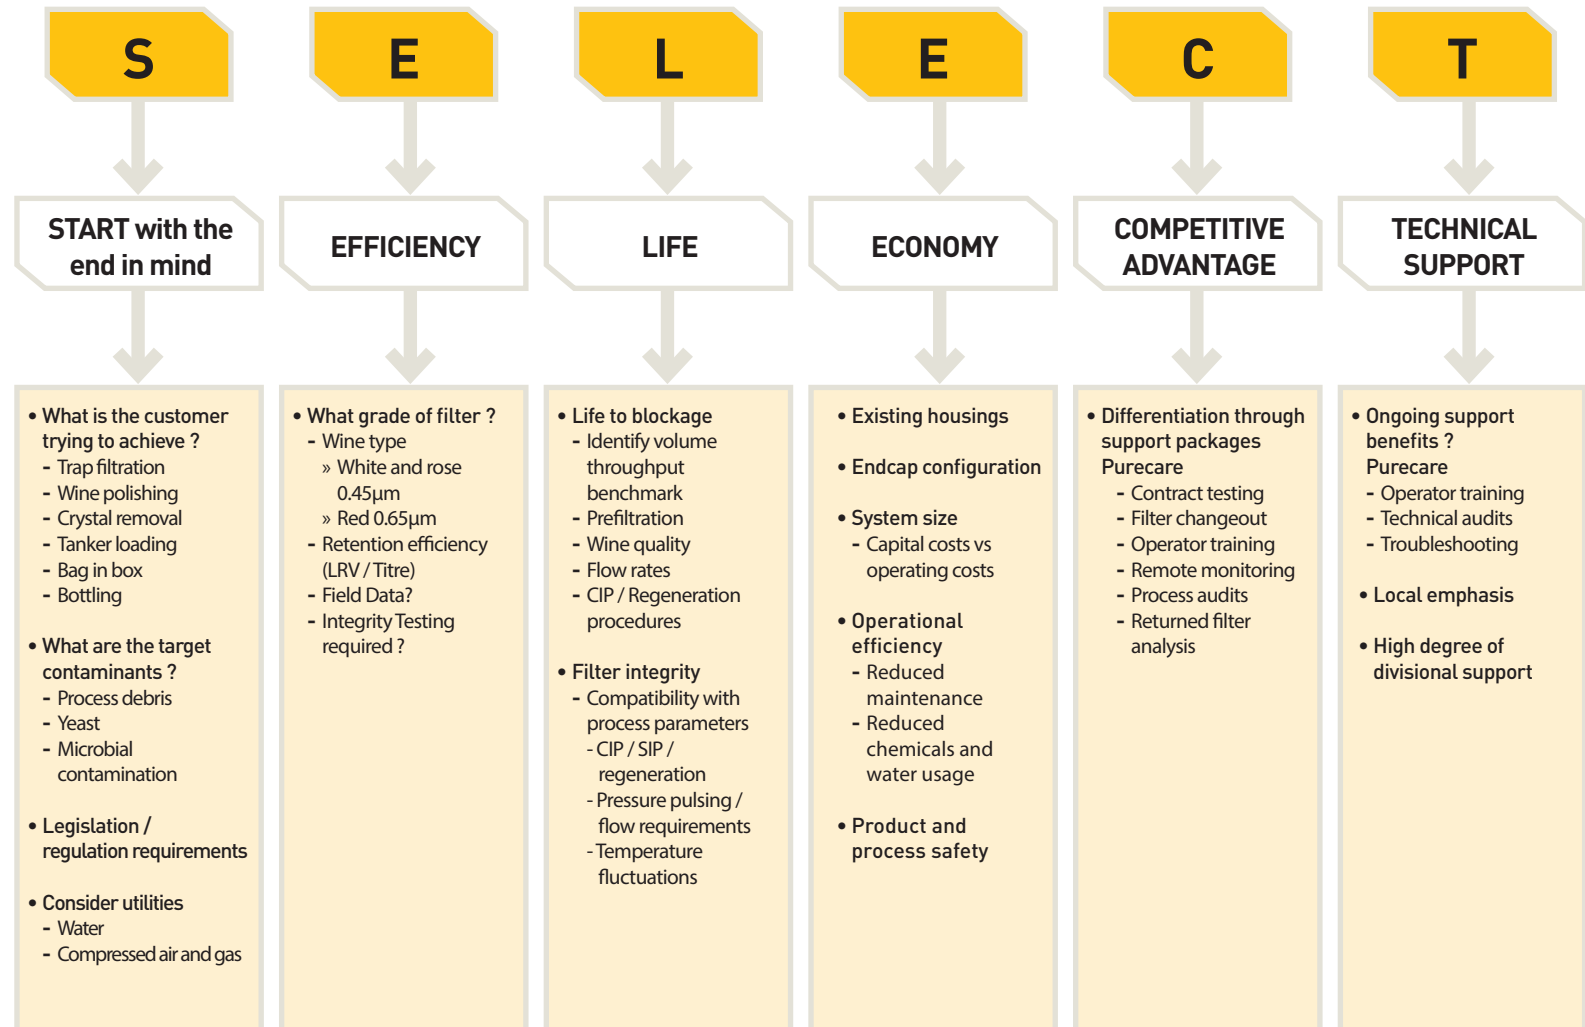 S
START with the
end in mind
• What is the customer
trying to achieve ?
- Trap filtration
- Wine polishing
- Crystal removal
- Tanker loading
- Bag in box
- Bottling
• What are the target
contaminants ?
- Process debris
- Yeast
- Microbial
contamination
• Legislation /
regulation requirements
• Consider utilities
- Water
- Compressed air and gas
E
EFFICIENCY
• What grade of filter ?
- Wine type
» White and rose
0.45µm
» Red 0.65µm
- Retention efficiency
(LRV / Titre)
- Field Data?
- Integrity Testing
required ?
L
LIFE
• Life to blockage
- Identify volume
throughput
benchmark
- Prefiltration
- Wine quality
- Flow rates
- CIP / Regeneration
procedures
• Filter integrity
- Compatibility with
process parameters
- CIP / SIP /
regeneration
- Pressure pulsing /
flow requirements
- Temperature
fluctuations
E
ECONOMY
• Existing housings
• Endcap configuration
• System size
- Capital costs vs
operating costs
• Operational
efficiency
- Reduced
maintenance
- Reduced
chemicals and
water usage
• Product and
process safety
C
COMPETITIVE
ADVANTAGE
• Differentiation through
support packages
Purecare
- Contract testing
- Filter changeout
- Operator training
- Remote monitoring
- Process audits
- Returned filter
analysis
T
TECHNICAL
SUPPORT
• Ongoing support
benefits ?
Purecare
- Operator training
- Technical audits
- Troubleshooting
• Local emphasis
• High degree of
divisional support